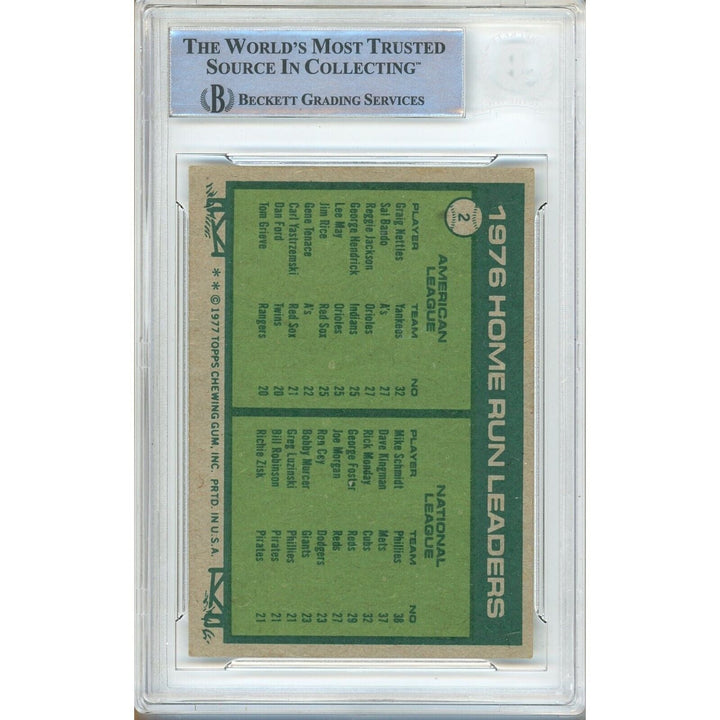 THE WORLD'S MOST TRUSTED
SOURCE IN COLLECTING™
B BECKETT GRADING SERVICES
2
1976 HOME RUN LEADERS
AMERICAN
LEAGUE
PLAYER TEAM NO
Graig Nettles Yankees 32
Sal Bando A's 27
Reggie Jackson Orioles 27
George Hendrick Indians 25
Lee May Orioles 25
Jim Rice Red Sox 25
Gene Tenace A's 22
Carl Yastrzemski Red Sox 21
Dan Ford Twins 20
Tom Grieve Rangers 20
NATIONAL
LEAGUE
PLAYER TEAM NO
Mike Schmidt Phillies 38
Dave Kingman Mets 37
Rick Monday Cubs 32
George Foster Reds 29
Joe Morgan Reds 27
Ron Cey Dodgers 23
Bobby Murcer Giants 23
Greg Luzinski Phillies 21
Bill Robinson Pirates 21
Richie Zisk Pirates 21
** © 1977 TOPPS CHEWING GUM, INC. PRTD. IN U.S.A.